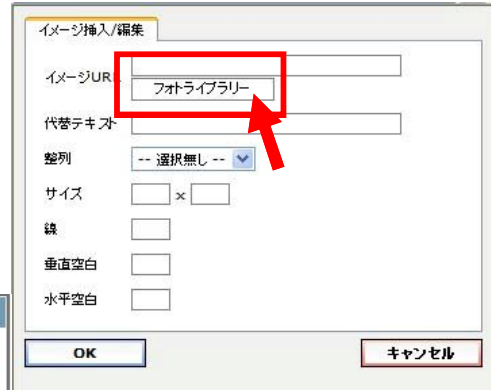 イメージ挿入/編集
イメージURL
フォトライブラリー
代替テキスト
整列 -- 選択無し --
サイズ x
線
垂直空白
水平空白
OK キャンセル